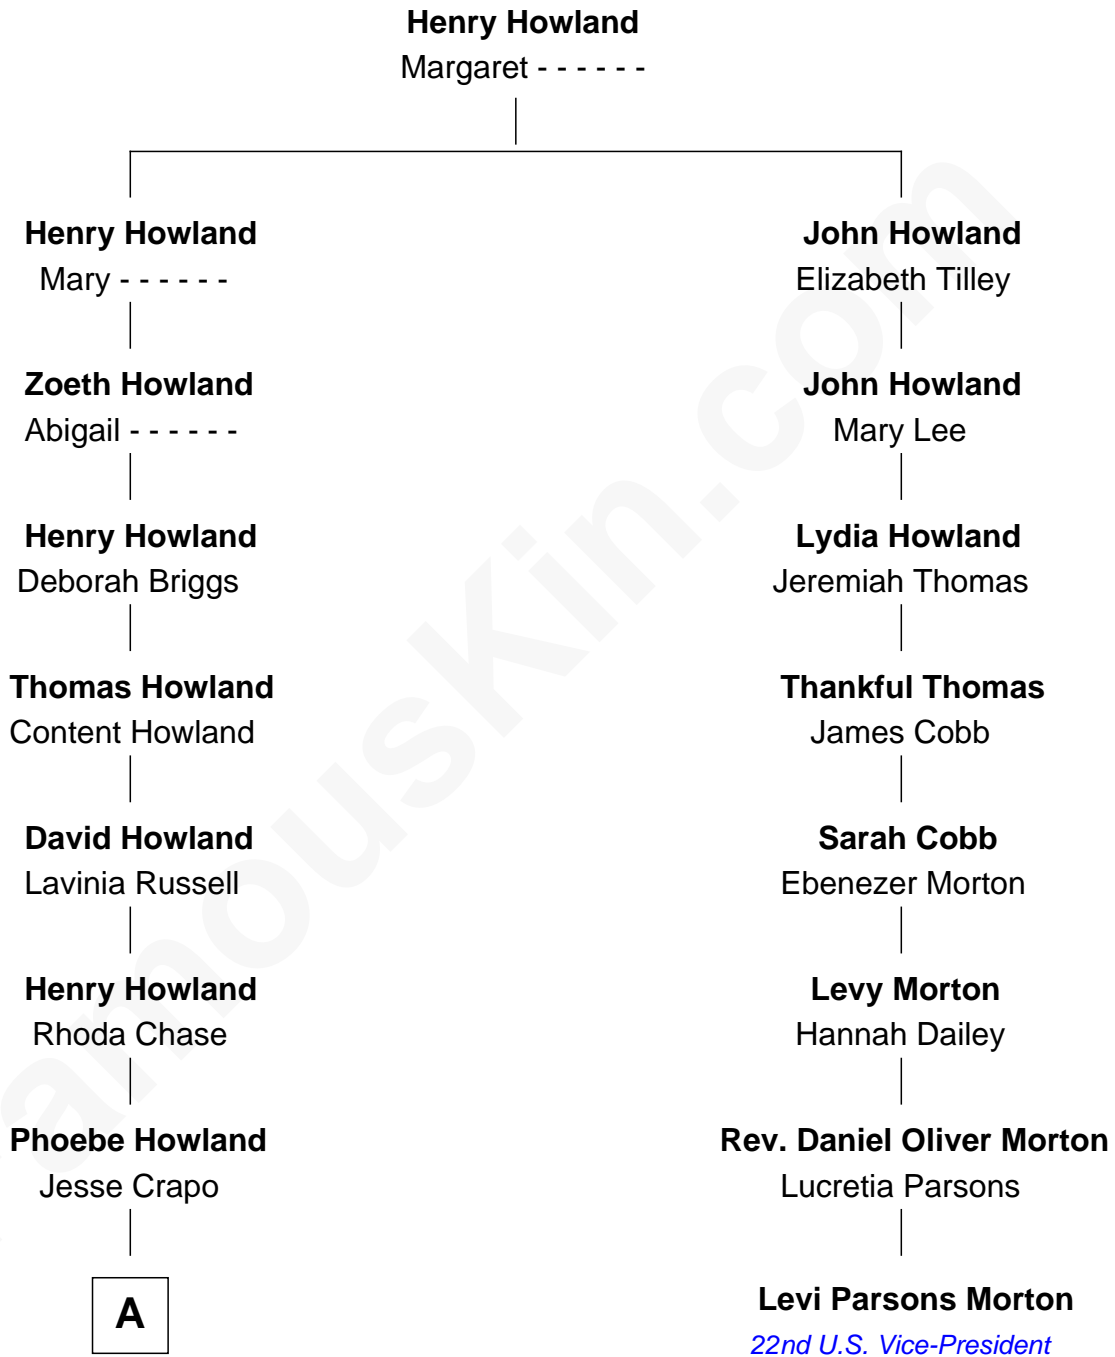 Henry Howland
Margaret - - - - - -
Henry Howland
Mary - - - - - -
John Howland
Elizabeth Tilley
Zoeth Howland
Abigail - - - - - -
John Howland
Mary Lee
Henry Howland
Deborah Briggs
Lydia Howland
Jeremiah Thomas
Thomas Howland
Content Howland
Thankful Thomas
James Cobb
David Howland
Lavinia Russell
Sarah Cobb
Ebenezer Morton
Henry Howland
Rhoda Chase
Levy Morton
Hannah Dailey
Phoebe Howland
Jesse Crapo
Rev. Daniel Oliver Morton
Lucretia Parsons
A
Levi Parsons Morton
22nd U.S. Vice-President
amousKin.com